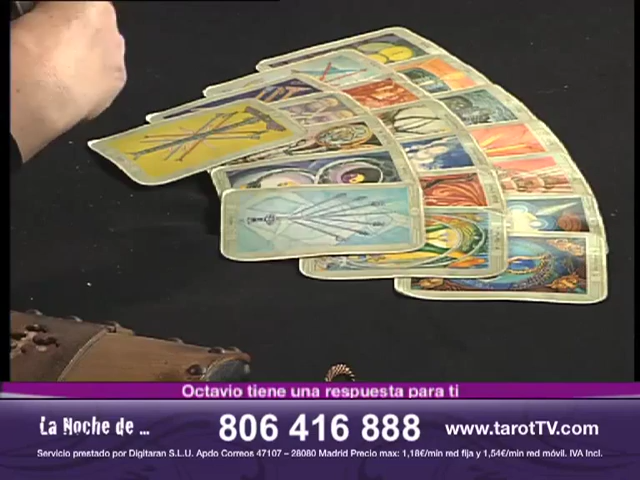 Octavio tiene una respuesta para ti
La Noche de ...
806 416 888
www.tarotTV.com
Servicio prestado por Digitaran S.L.U. Apdo Correos 47107 – 28080 Madrid Precio max: 1,18€/min red fija y 1,54€/min red móvil. IVA Incl.